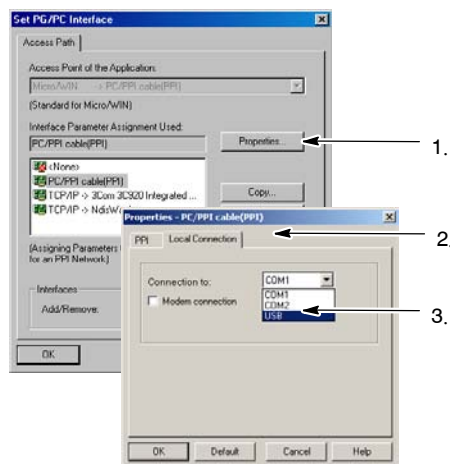 Set PG/PC Interface
Access Path
Access Point of the Application:
Micro/WIN -> PC/PPI cable(PPI)
(Standard for Micro/WIN)
Interface Parameter Assignment Used:
PC/PPI cable(PPI)
Properties...
1.
<None>
PC/PPI cable(PPI)
TCP/IP -> 3Com 3C920 Integrated ...
TCP/IP -> NdisW
Copy...
Properties - PC/PPI cable(PPI)
PPI
Local Connection
2.
(Assigning Parameters
for an PPI Network)
Connection to:
COM1
COM1
COM2
USB
3.
Modem connection
Interfaces
Add/Remove:
OK
OK
Default
Cancel
Help